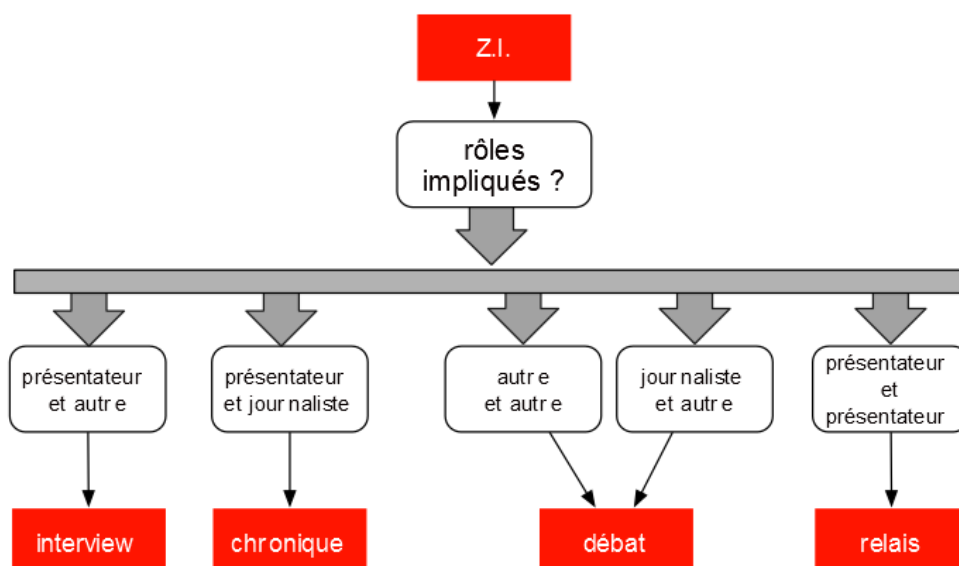 Z.I.
rôles
impliqués ?
présentateur
et autre
présentateur
et journaliste
autre
et autre
journaliste
et autre
présentateur
et
présentateur
interview
chronique
débat
relais